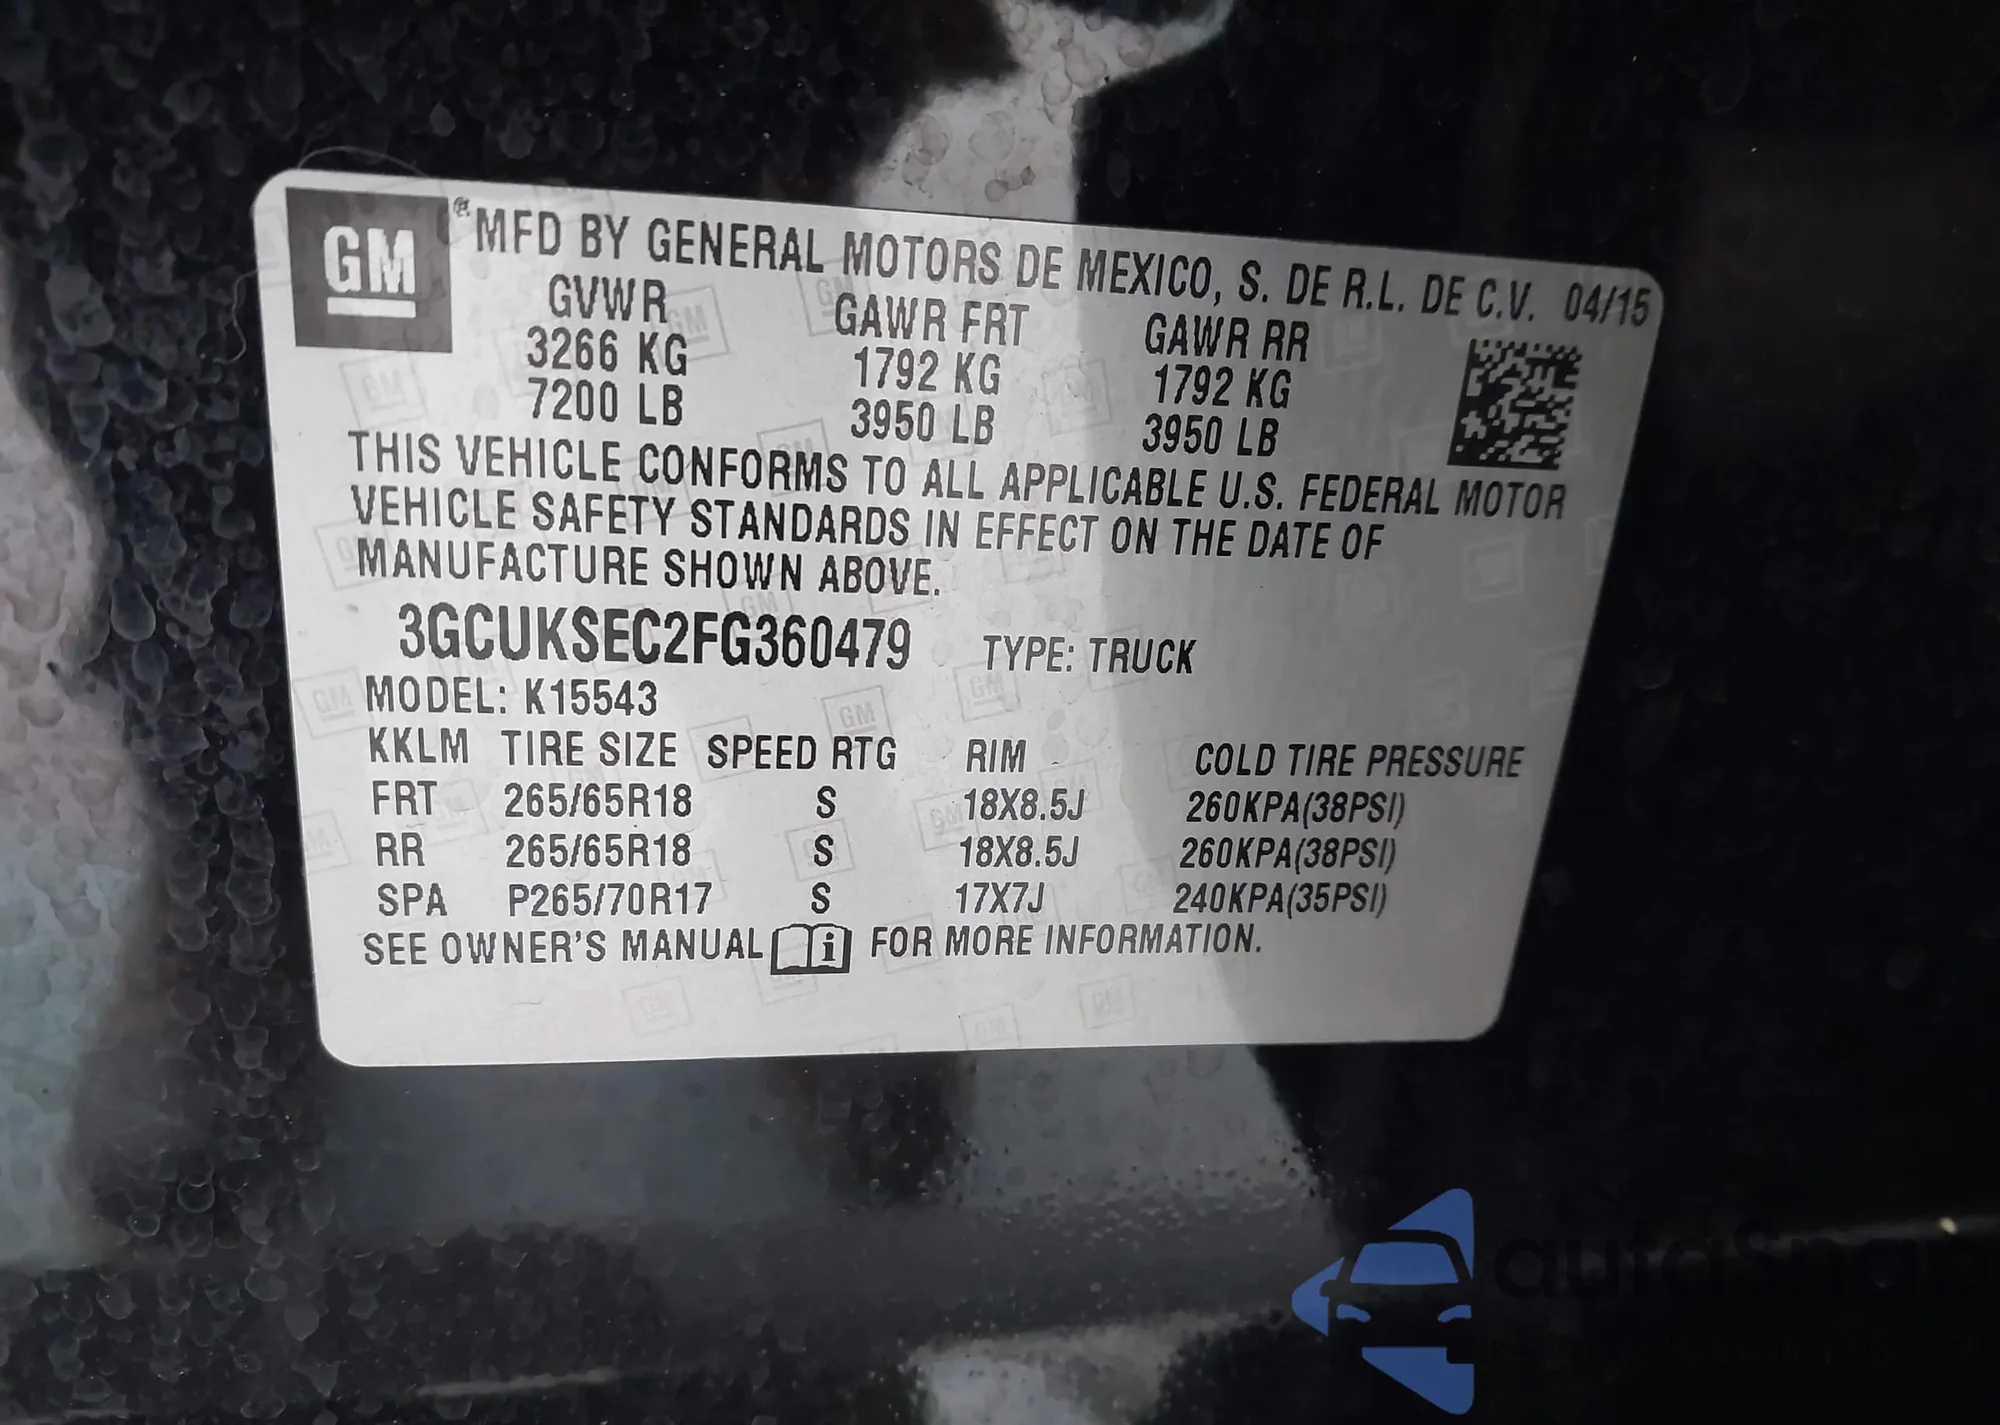 GM
® MFD BY GENERAL MOTORS DE MEXICO, S. DE R.L. DE C.V. 04/15
GVWR GAWR FRT GAWR RR
3266 KG 1792 KG 1792 KG
7200 LB 3950 LB 3950 LB
THIS VEHICLE CONFORMS TO ALL APPLICABLE U.S. FEDERAL MOTOR
VEHICLE SAFETY STANDARDS IN EFFECT ON THE DATE OF
MANUFACTURE SHOWN ABOVE.
3GCUKSEC2FG360479 TYPE: TRUCK
MODEL: K15543
KKLM TIRE SIZE SPEED RTG RIM COLD TIRE PRESSURE
FRT 265/65R18 S 18X8.5J 260KPA(38PSI)
RR 265/65R18 S 18X8.5J 260KPA(38PSI)
SPA P265/70R17 S 17X7J 240KPA(35PSI)
SEE OWNER'S MANUAL i FOR MORE INFORMATION.